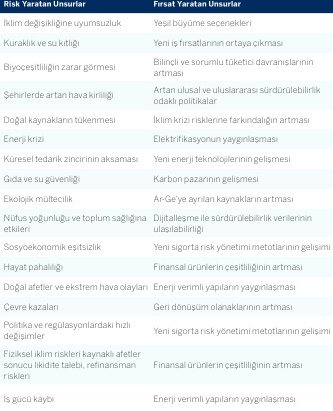 Risk Yaratan Unsurlar Fırsat Yaratan Unsurlar
İklim değişikliğine uyumsuzluk Yeşil büyüme seçenekleri
Kuraklık ve su kıtlığı Yeni iş fırsatlarının ortaya çıkması
Biyoçeşitliliğin zarar görmesi Bilinçli ve sorumlu tüketici davranışlarının
artması
Şehirlerde artan hava kirliliği Artan ulusal ve uluslararası sürdürülebilirlik
odaklı politikalar
Doğal kaynakların tükenmesi İklim krizi risklerine farkındalığın artması
Enerji krizi Elektrifikasyonun yaygınlaşması
Küresel tedarik zincirinin aksaması Yeni enerji teknolojilerinin gelişmesi
Gıda ve su güvenliği Karbon pazarının gelişmesi
Ekolojik mültecilik Ar-Ge'ye ayrılan kaynakların artması
Nüfus yoğunluğu ve toplum sağlığına
etkileri
Dijitalleşme ile sürdürülebilirlik verilerinin
ulaşılabilirliği
Sosyoekonomik eşitsizlik Yeni sigorta risk yönetimi metotlarının gelişimi
Hayat pahalılığı Finansal ürünlerin çeşitliliğinin artması
Doğal afetler ve ekstrem hava olayları Enerji verimli yapıların yaygınlaşması
Çevre kazaları Geri dönüşüm olanaklarının artması
Politika ve regülasyonlardaki hızlı
değişimler
Yeni sigorta risk yönetimi metotlarının gelişimi
Fiziksel iklim riskleri kaynaklı afetler
sonucu likidite talebi, refinansman
riskleri
Finansal ürünlerin çeşitliliğinin artması
İş gücü kaybı Enerji verimli yapıların yaygınlaşması